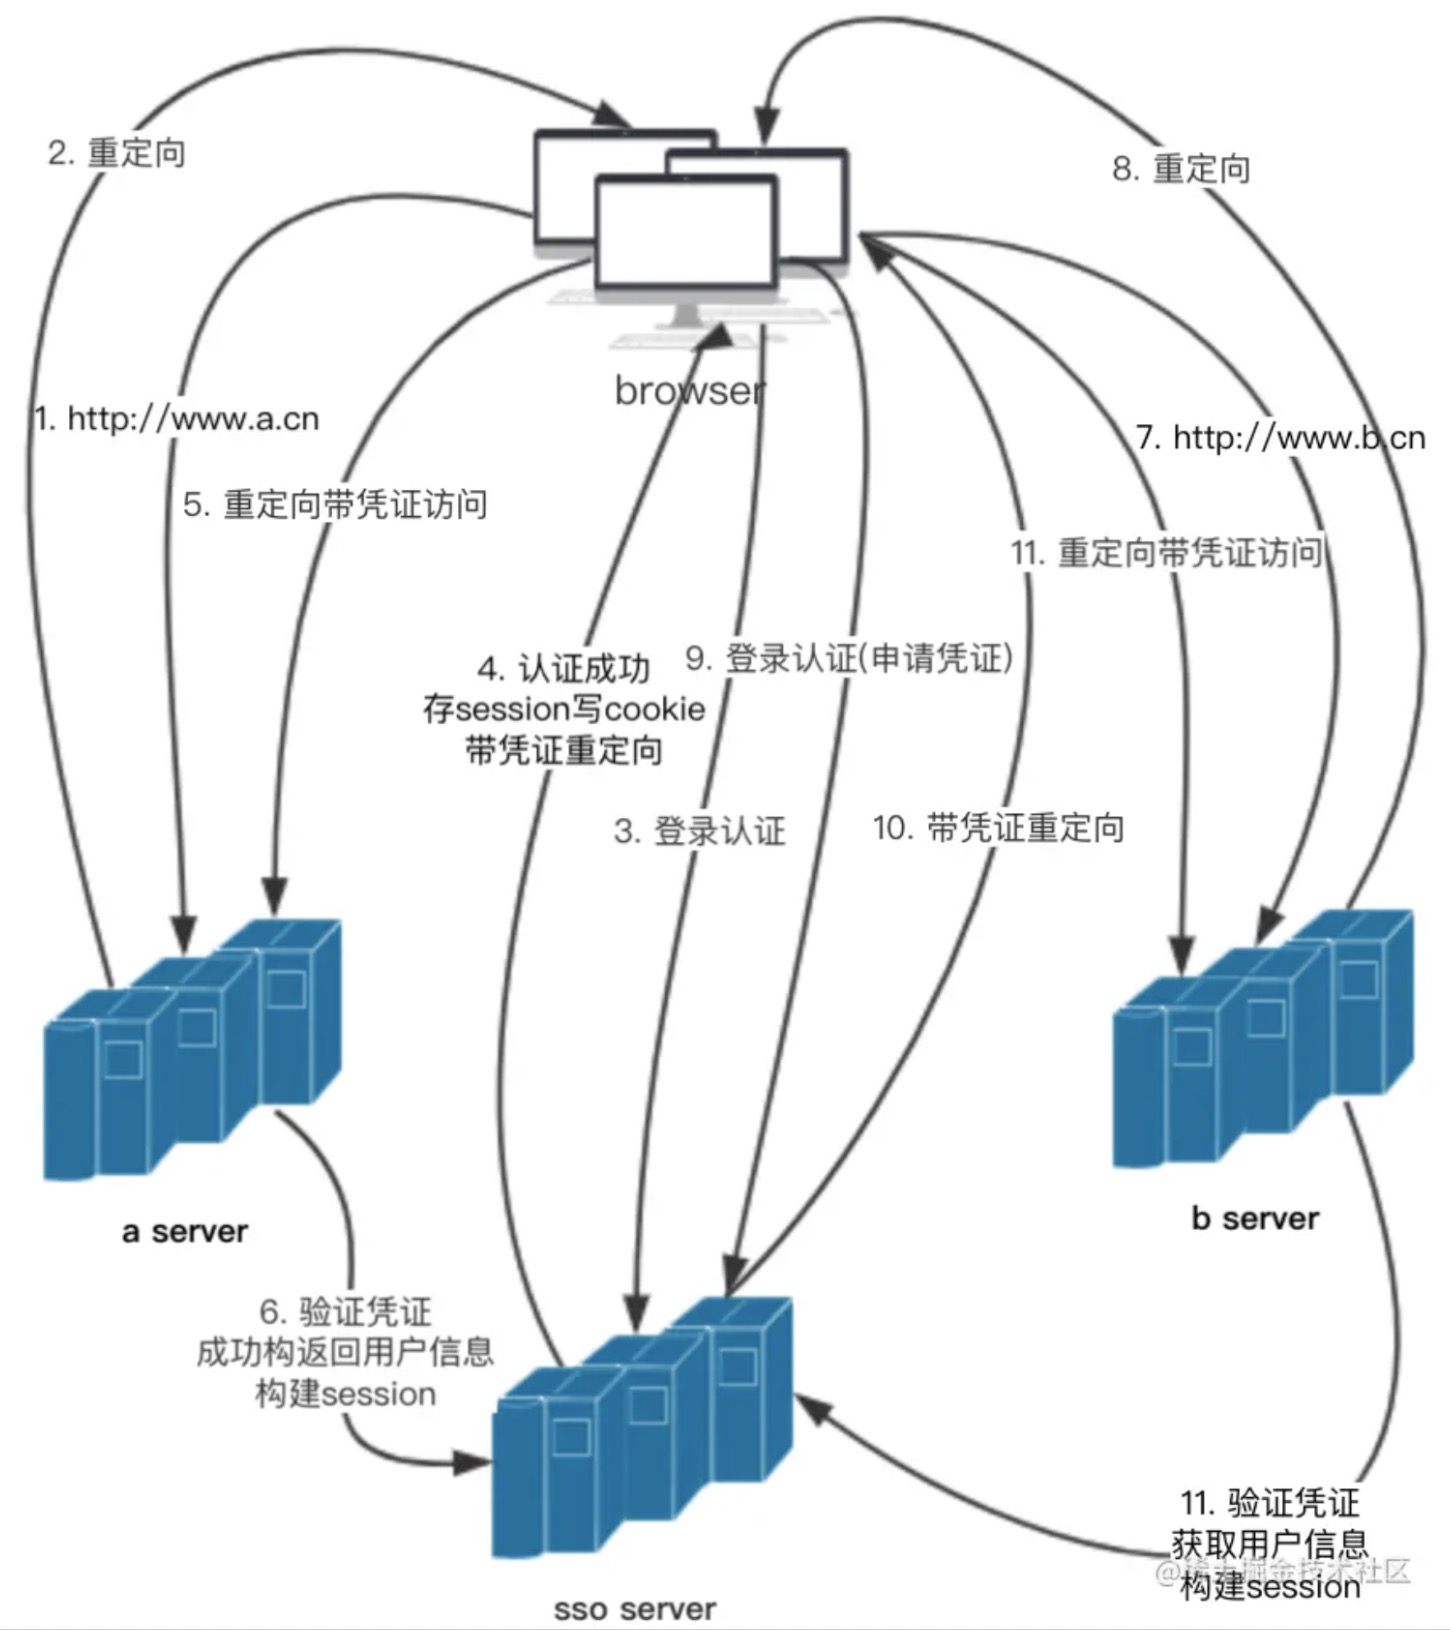 2. 重定向
8. 重定向
browser
1. http://www.a.cn
7. http://www.b.cn
5. 重定向带凭证访问
11. 重定向带凭证访问
4. 认证成功
存session写cookie
带凭证重定向
9. 登录认证(申请凭证)
3. 登录认证
10. 带凭证重定向
a server
b server
6. 验证凭证
成功构返回用户信息
构建session
11. 验证凭证
获取用户信息
构建session
@稀土掘金技术社区
sso server